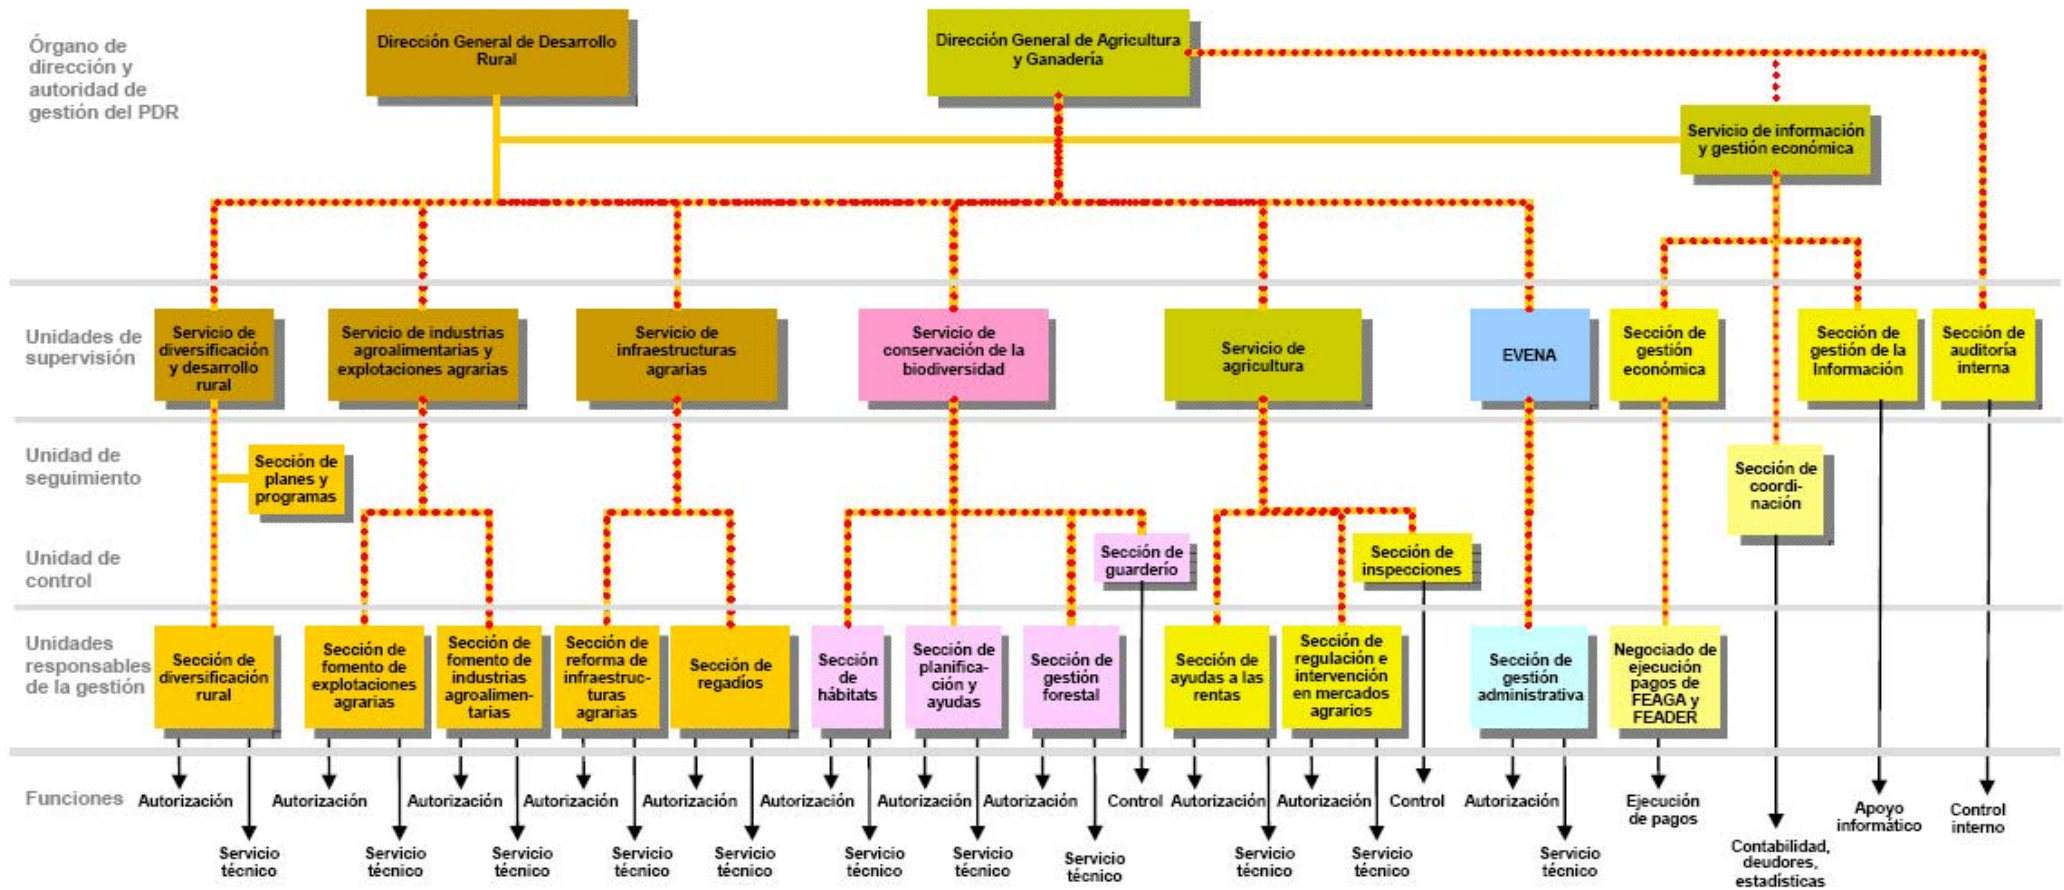 Órgano de
dirección y
autoridad de
gestión del PDR
Dirección General de Desarrollo
Rural
Dirección General de Agricultura
y Ganadería
Servicio de información
y gestión económica
Unidades de
supervisión
Servicio de
diversificación
y desarrollo
rural
Servicio de industrias
agroalimentarias y
explotaciones agrarias
Servicio de
infraestructuras
agrarias
Servicio de
conservación de la
biodiversidad
Servicio de
agricultura
EVENA
Sección de
gestión
económica
Sección de
gestión de la
Información
Sección de
auditoría
interna
Unidad de
seguimiento
Sección de
planes y
programas
Sección de
coordi-
nación
Unidad de
control
Sección de
guarderío
Sección de
inspecciones
Unidades
responsables
de la gestión
Sección de
diversificación
rural
Sección de
fomento de
explotaciones
agrarias
Sección de
fomento de
industrias
agroalimen-
tarias
Sección de
reforma de
infraestruc-
turas
agrarias
Sección de
regadíos
Sección
de
hábitats
Sección de
planifica-
ción y
ayudas
Sección de
gestión
forestal
Sección de
ayudas a las
rentas
Sección de
regulación e
intervención
en mercados
agrarios
Sección de
gestión
administrativa
Negociado de
ejecución
pagos de
FEAGA y
FEADER
Funciones
Autorización
Servicio
técnico
Autorización
Servicio
técnico
Autorización
Servicio
técnico
Autorización
Servicio
técnico
Autorización
Servicio
técnico
Autorización
Servicio
técnico
Autorización
Servicio
técnico
Autorización
Servicio
técnico
Control
Autorización
Servicio
técnico
Autorización
Servicio
técnico
Control
Autorización
Servicio
técnico
Ejecución
de pagos
Contabilidad,
deudores,
estadísticas
Apoyo
informático
Control
interno